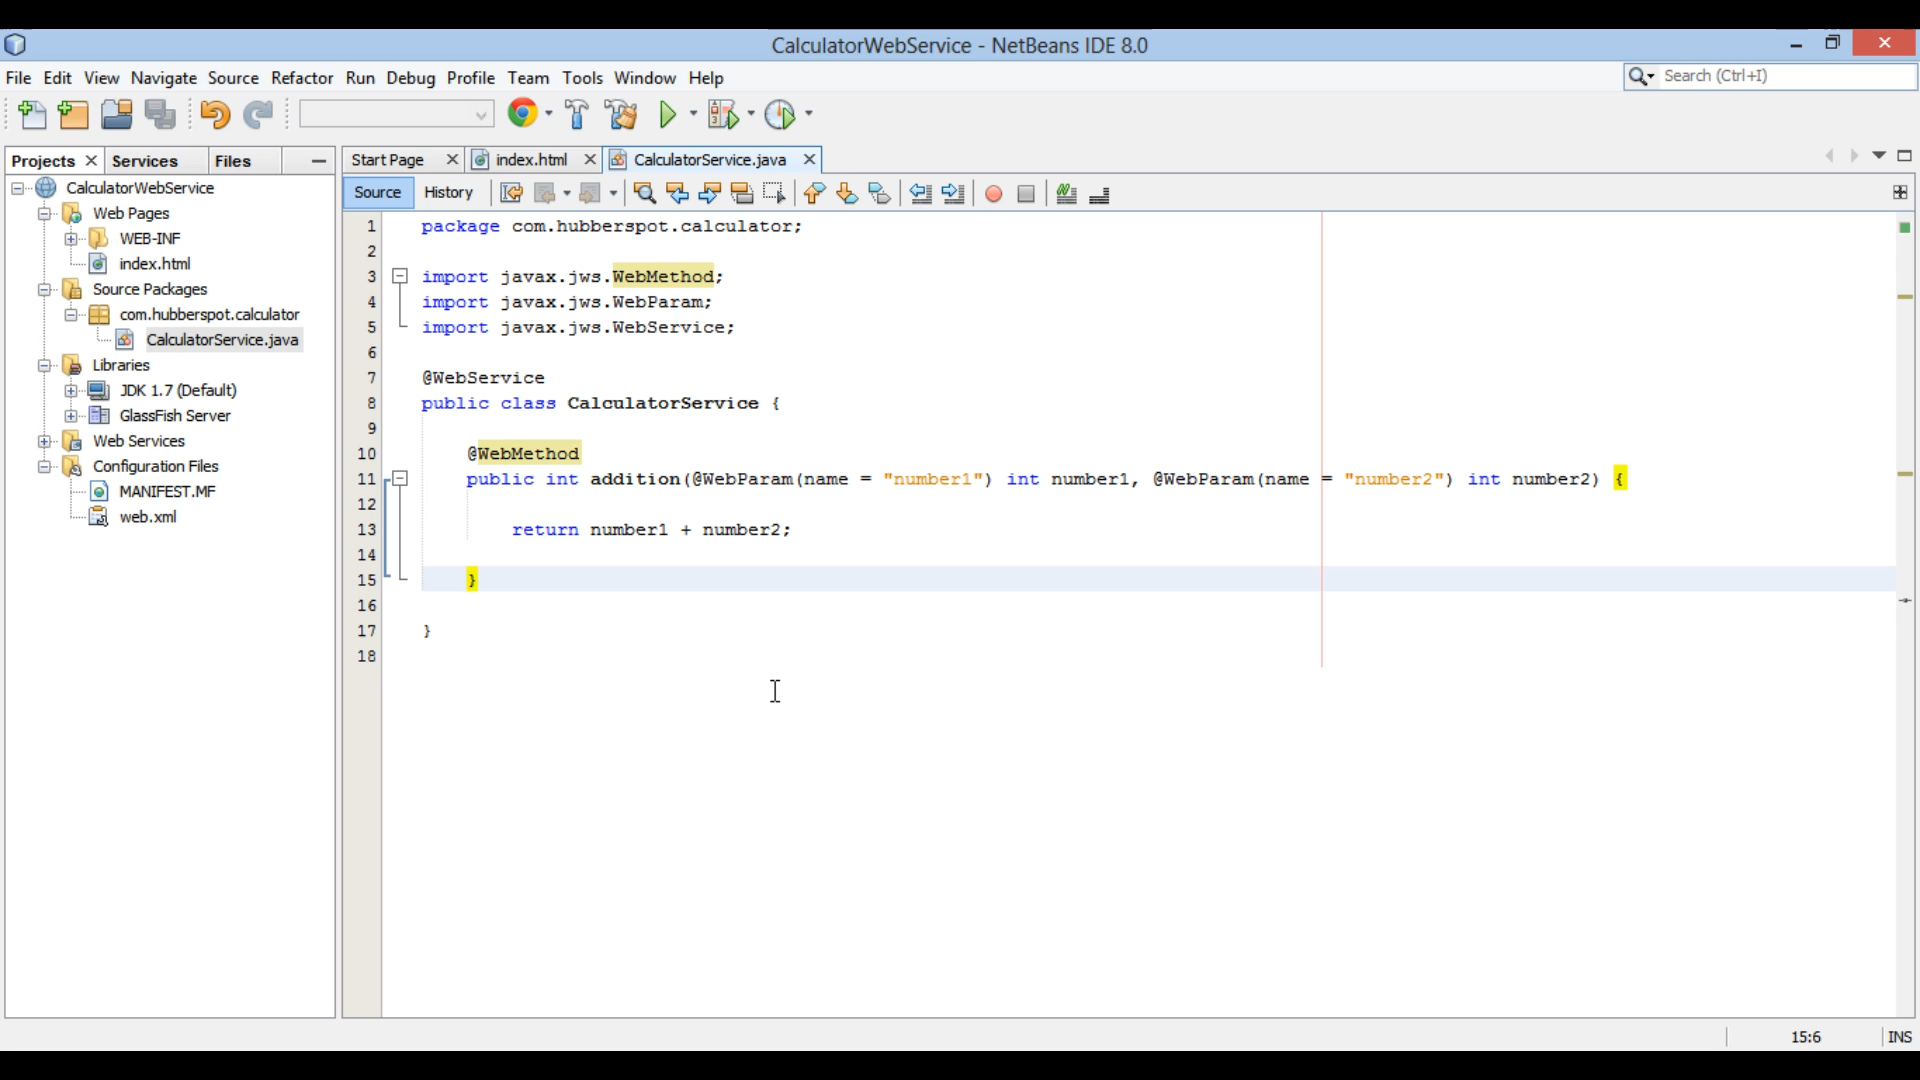 CalculatorWebService - NetBeans IDE 8.0
File Edit View Navigate Source Refactor Run Debug Profile Team Tools Window Help
Search (Ctrl+I)
Projects Services Files
Start Page index.html CalculatorService.java
Source History
CalculatorWebService
Web Pages
WEB-INF
index.html
Source Packages
com.hubberspot.calculator
CalculatorService.java
Libraries
JDK 1.7 (Default)
GlassFish Server
Web Services
Configuration Files
MANIFEST.MF
web.xml
1 package com.hubberspot.calculator;
2
3 import javax.jws.WebMethod;
4 import javax.jws.WebParam;
5 import javax.jws.WebService;
6
7 @WebService
8 public class CalculatorService {
9
10 @WebMethod
11 public int addition(@WebParam(name = "number1") int number1, @WebParam(name = "number2") int number2) {
12
13 return number1 + number2;
14
15 }
16
17 }
18
15:6 INS